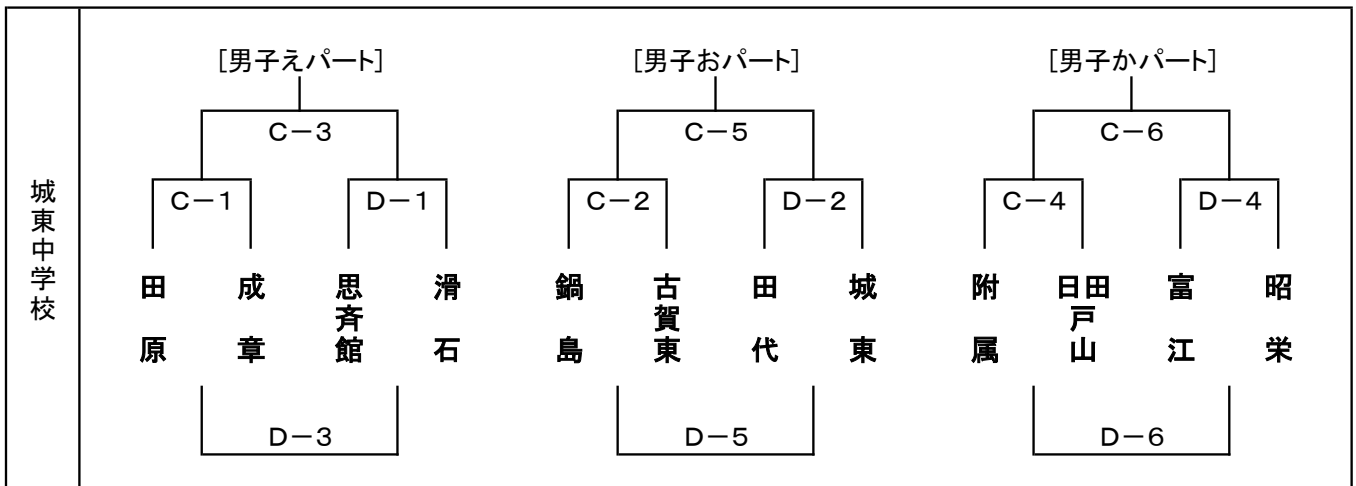 城東中学校
[男子えパート] [男子おパート] [男子かパート]
C－3 C－5 C－6
C－1 D－1 C－2 D－2 C－4 D－4
田原 成章 思斉館 滑石 鍋島 古賀東 田代 城東 附属 日田戸山 富江 昭栄
D－3 D－5 D－6